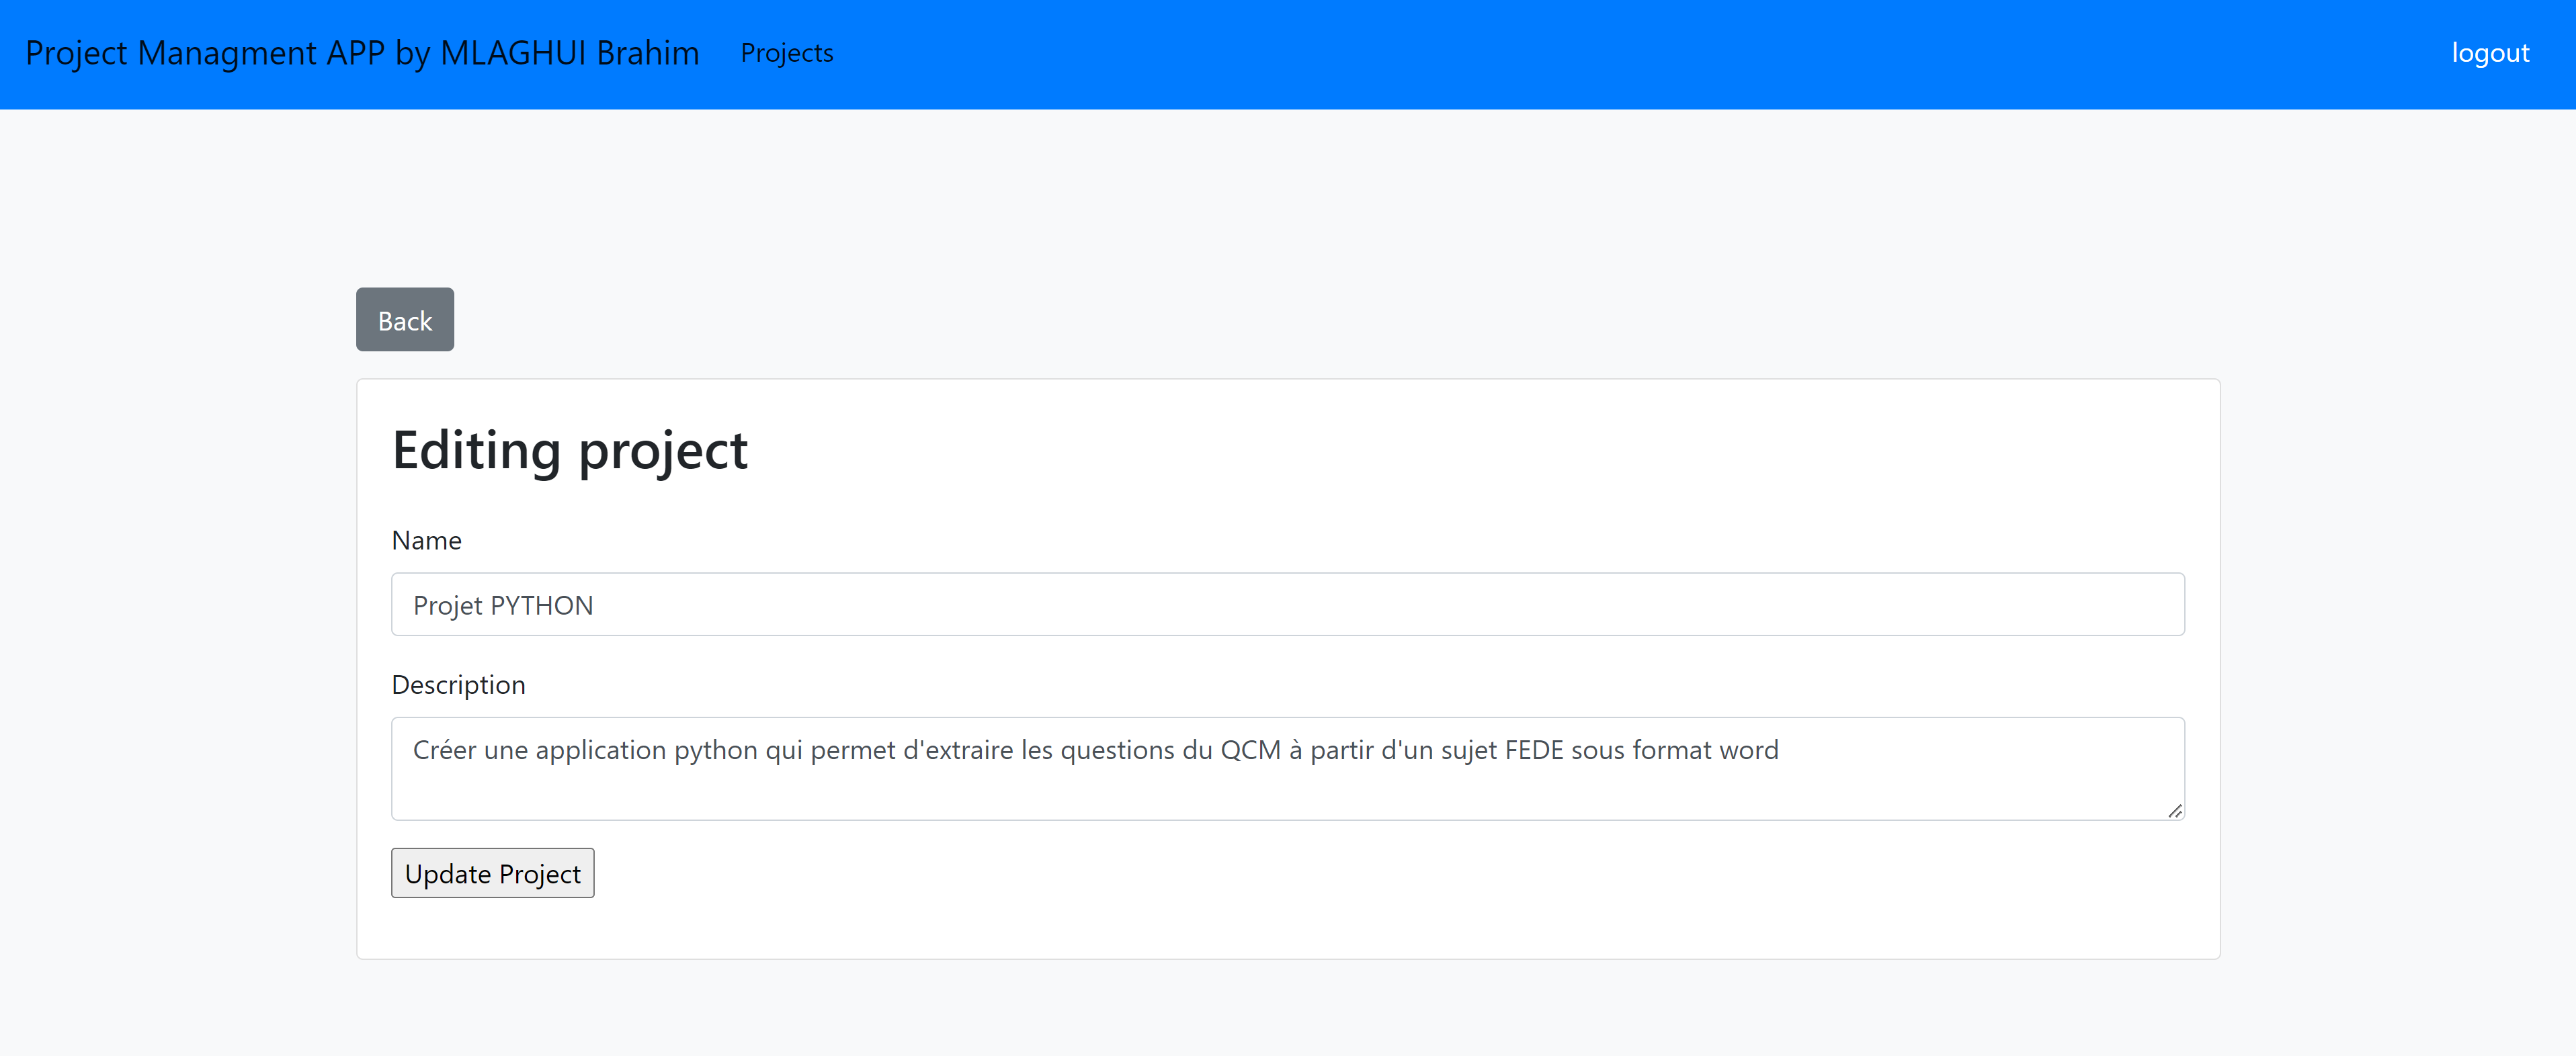 Project Managment APP by MLAGHUI Brahim Projects logout
Back
Editing project
Name
Projet PYTHON
Description
Créer une application python qui permet d'extraire les questions du QCM à partir d'un sujet FEDE sous format word
Update Project